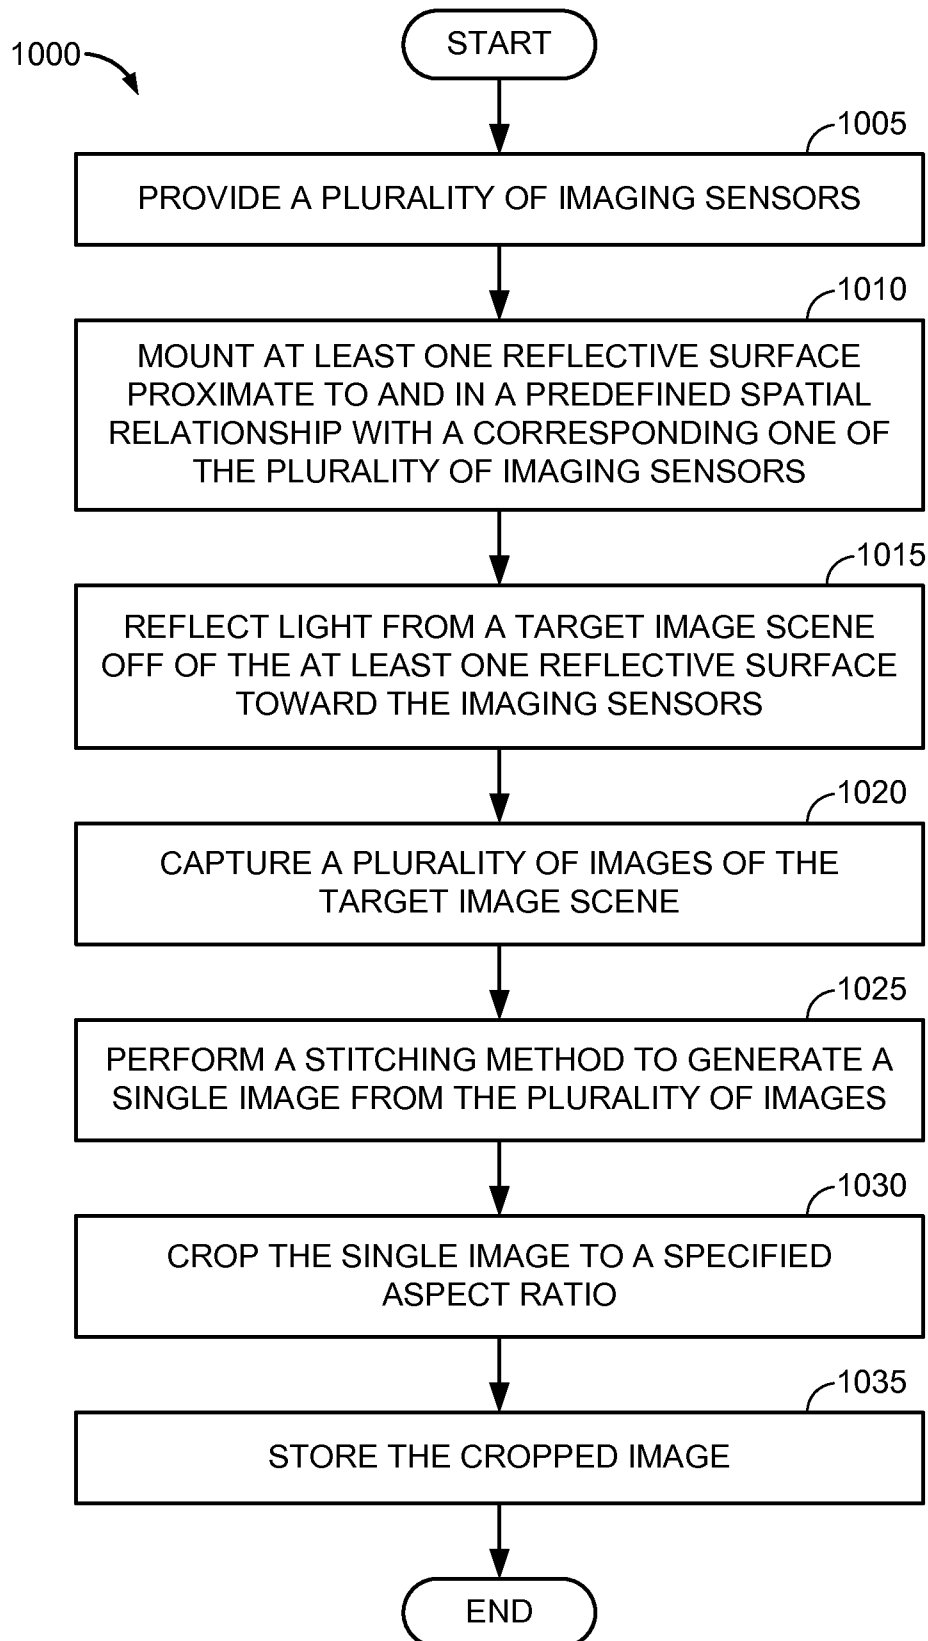 START
1000
1005
PROVIDE A PLURALITY OF IMAGING SENSORS
1010
MOUNT AT LEAST ONE REFLECTIVE SURFACE
PROXIMATE TO AND IN A PREDEFINED SPATIAL
RELATIONSHIP WITH A CORRESPONDING ONE OF
THE PLURALITY OF IMAGING SENSORS
1015
REFLECT LIGHT FROM A TARGET IMAGE SCENE
OFF OF THE AT LEAST ONE REFLECTIVE SURFACE
TOWARD THE IMAGING SENSORS
1020
CAPTURE A PLURALITY OF IMAGES OF THE
TARGET IMAGE SCENE
1025
PERFORM A STITCHING METHOD TO GENERATE A
SINGLE IMAGE FROM THE PLURALITY OF IMAGES
1030
CROP THE SINGLE IMAGE TO A SPECIFIED
ASPECT RATIO
1035
STORE THE CROPPED IMAGE
END